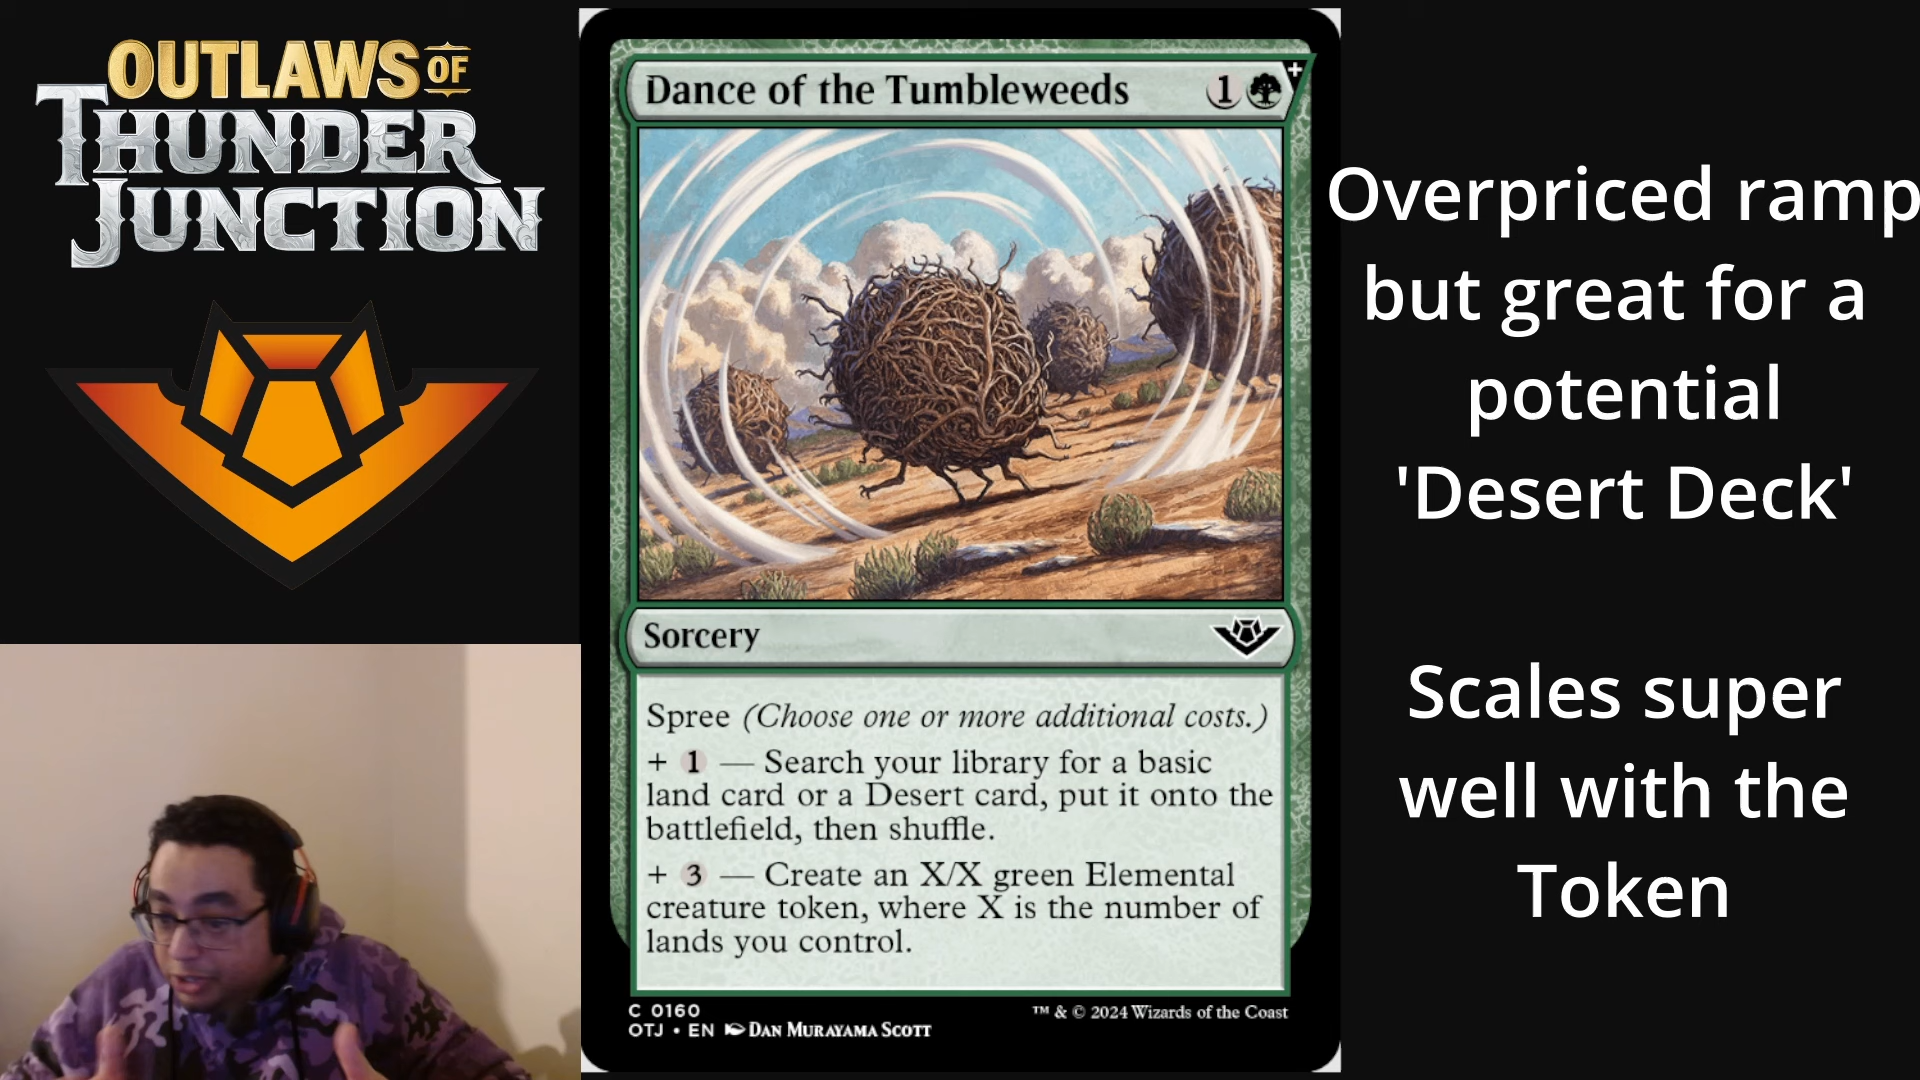 OUTLAWS OF
THUNDER
JUNCTION
Dance of the Tumbleweeds 1
Sorcery
Spree (Choose one or more additional costs.)
+ 1 — Search your library for a basic
land card or a Desert card, put it onto the
battlefield, then shuffle.
+ 3 — Create an X/X green Elemental
creature token, where X is the number of
lands you control.
C 0160
OTJ • EN DAN MURAYAMA SCOTT
™ & © 2024 Wizards of the Coast
Overpriced ramp
but great for a
potential
'Desert Deck'
Scales super
well with the
Token